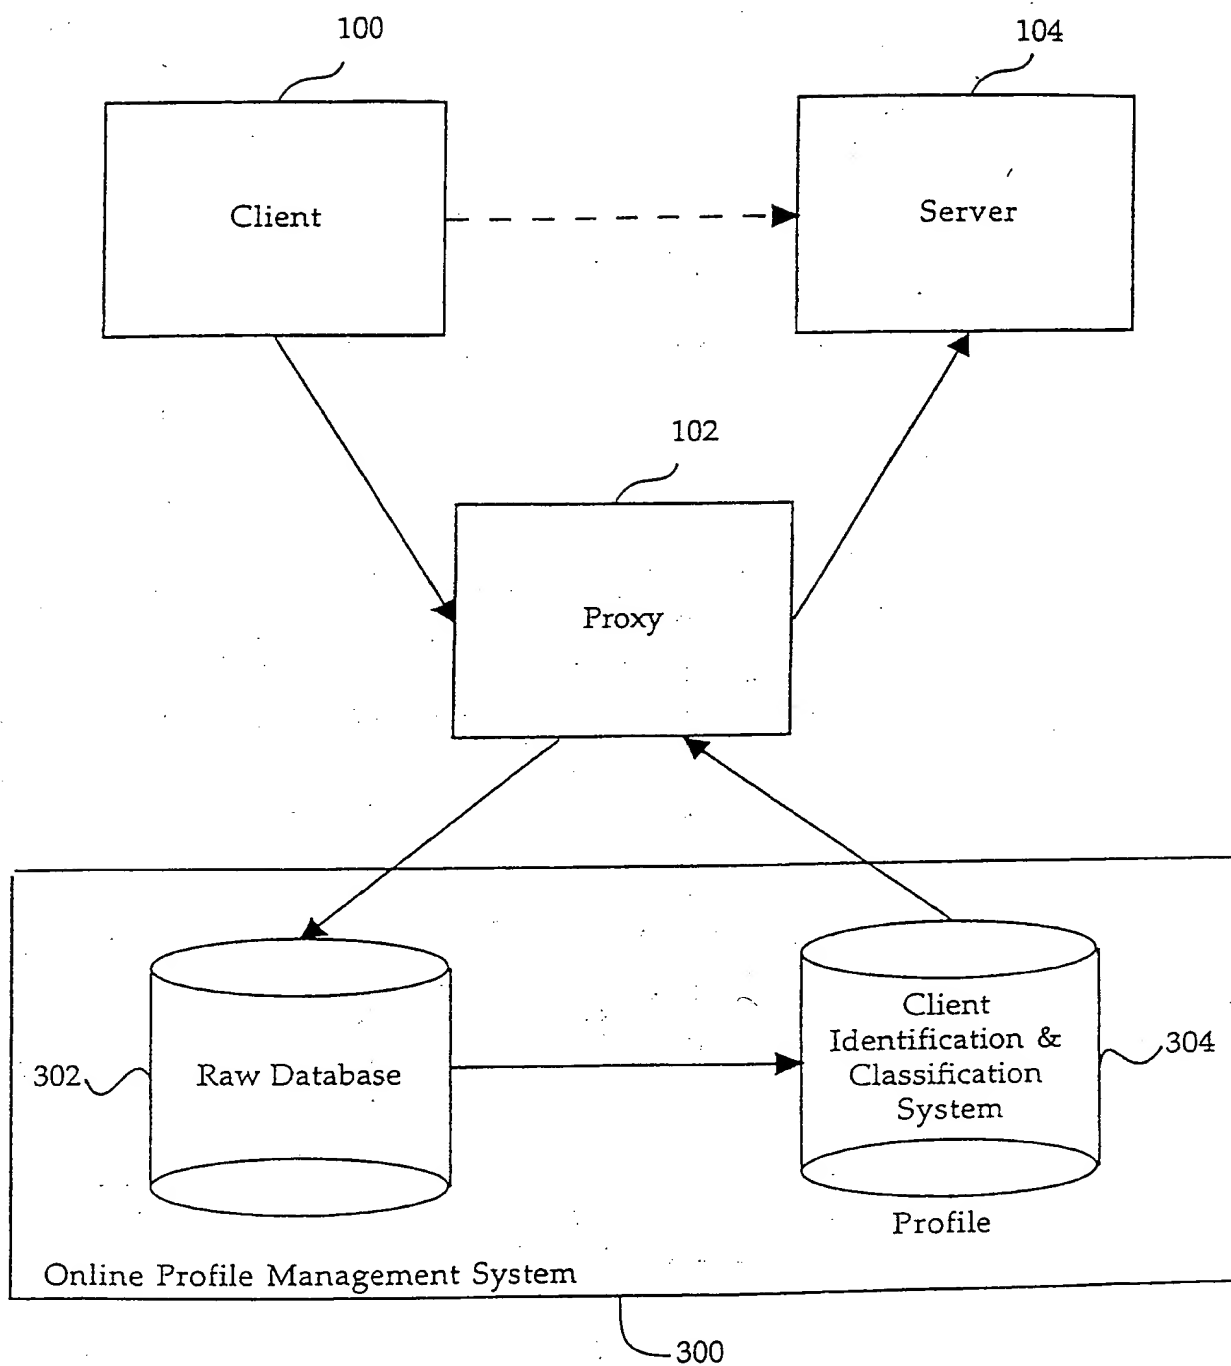 100
104
Client
Server
102
Proxy
302
Raw Database
Client
Identification &
Classification
System
304
Profile
Online Profile Management System
300